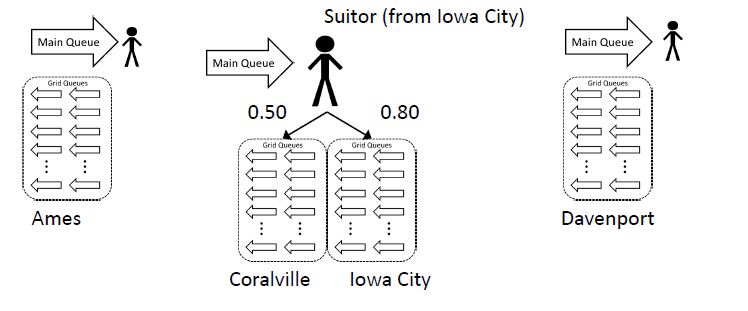 Suitor (from Iowa City)
Main Queue
Main Queue
Main Queue
Grid Queues
Grid Queues
0.50
0.80
Grid Queues
Grid Queues
Ames
Davenport
Coralville
Iowa City